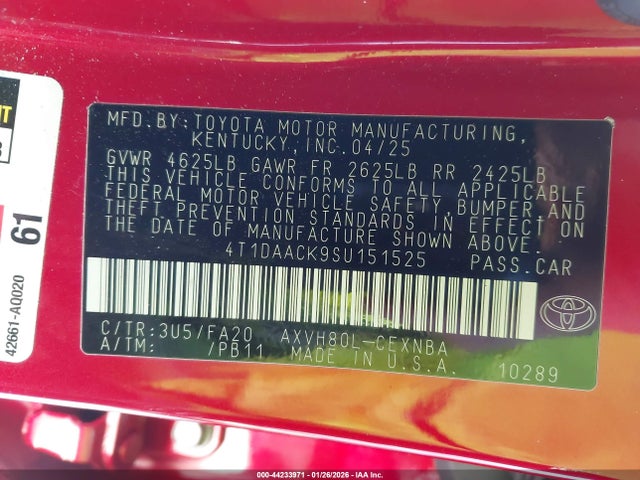 MFD.BY:TOYOTA MOTOR MANUFACTURING,
KENTUCKY, INC. 04/25
GVWR 4625LB GAWR FR 2625LB RR 2425LB
THIS VEHICLE CONFORMS TO ALL APPLICABLE
FEDERAL MOTOR VEHICLE SAFETY, BUMPER AND
THEFT PREVENTION STANDARDS IN EFFECT ON
THE DATE OF MANUFACTURE SHOWN ABOVE.
4T1DAACK9SU151525 PASS.CAR
C/TR:3U5/FA20 AXVH80L-CEXNBA
A/TM: /PB11 MADE IN U.S.A.
10289
61
42661-A0020
000-44233971 | 01/26/2026 - IAA Inc.